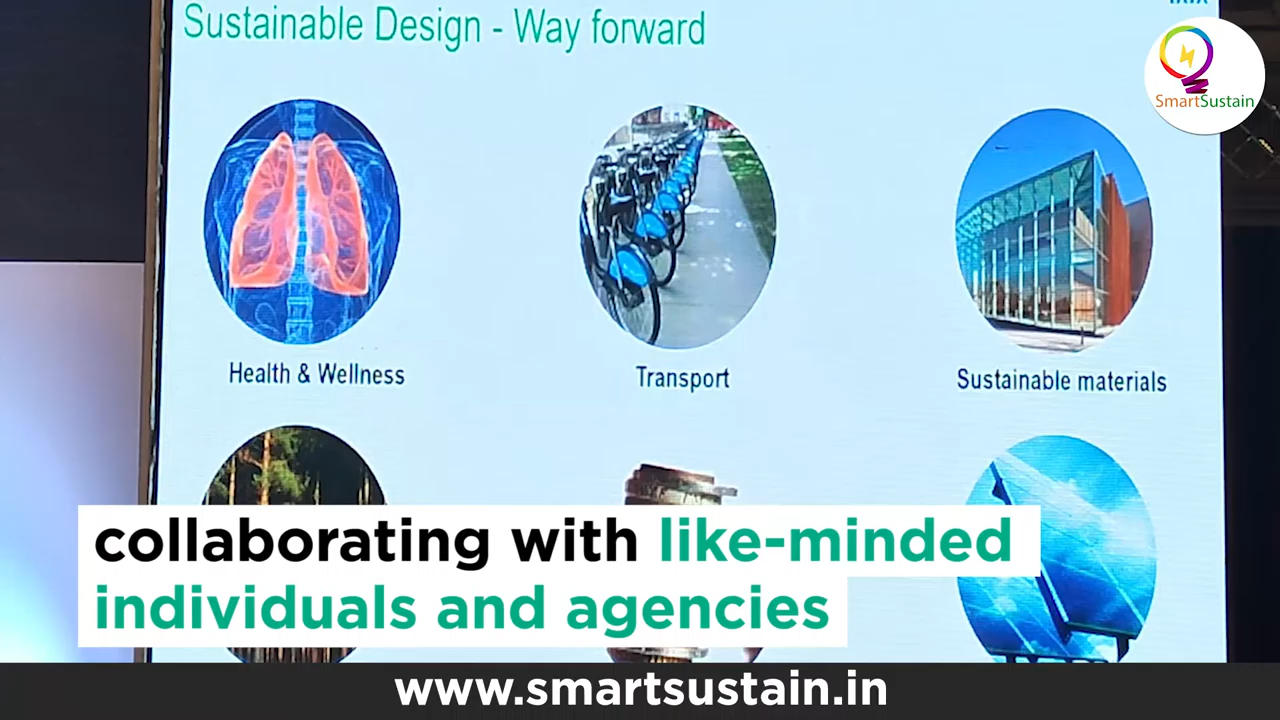 Sustainable Design - Way forward
SmartSustain
Health & Wellness
Transport
Sustainable materials
collaborating with like-minded
individuals and agencies
www.smartsustain.in